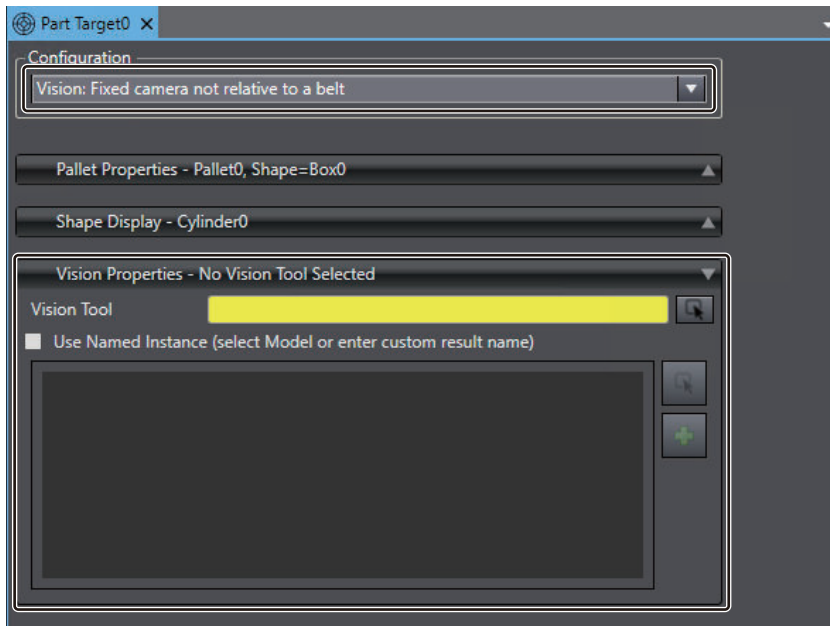 Part Target0
Configuration
Vision: Fixed camera not relative to a belt
Pallet Properties - Pallet0, Shape=Box0
Shape Display - Cylinder0
Vision Properties - No Vision Tool Selected
Vision Tool
Use Named Instance (select Model or enter custom result name)